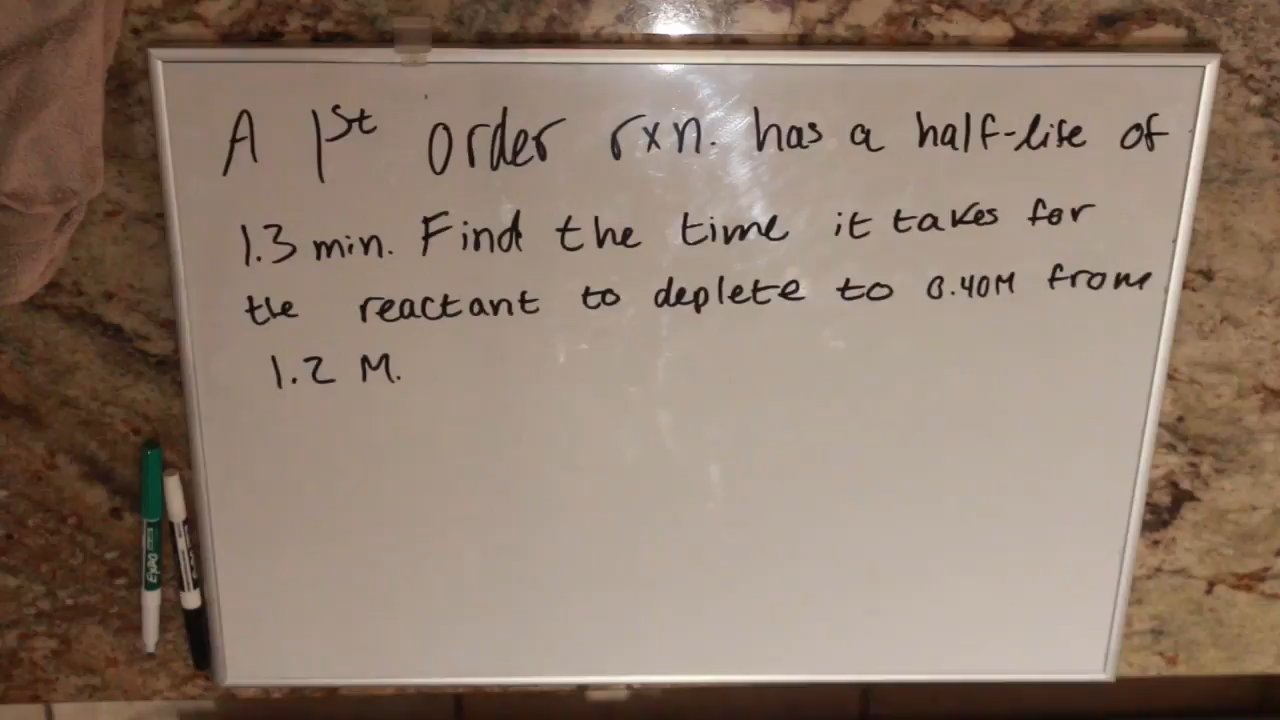 A 1st order rxn. has a half-life of
1.3 min. Find the time it takes for
the reactant to deplete to 0.40M from
1.2 M.
EXPO